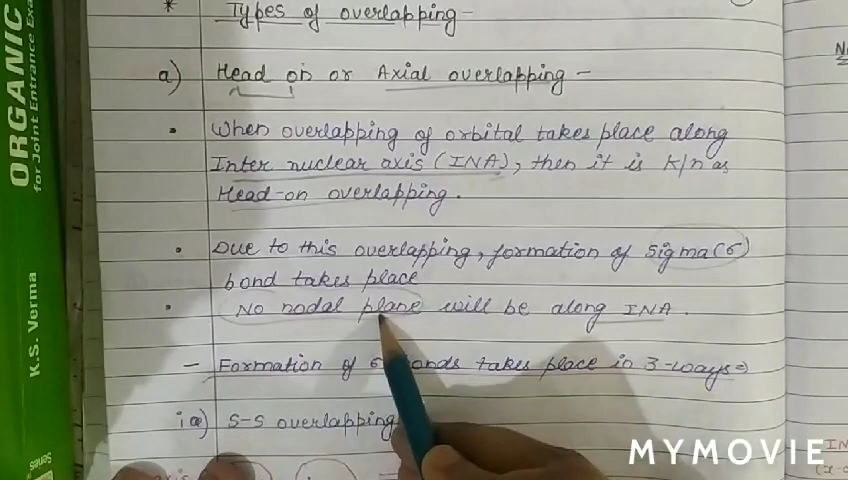 * Types of overlapping -
a) Head on or Axial overlapping -
• When overlapping of orbital takes place along
Inter nuclear axis (INA), then it is k/n as
Head-on overlapping.
• Due to this overlapping, formation of sigma(σ)
bond takes place
• No nodal plane will be along INA.
- Formation of σ bonds takes place in 3-ways⇒
S-S overlapping
ORGANIC
for Joint Entrance Exa
K.S. Verma
Series
MYMOVIE